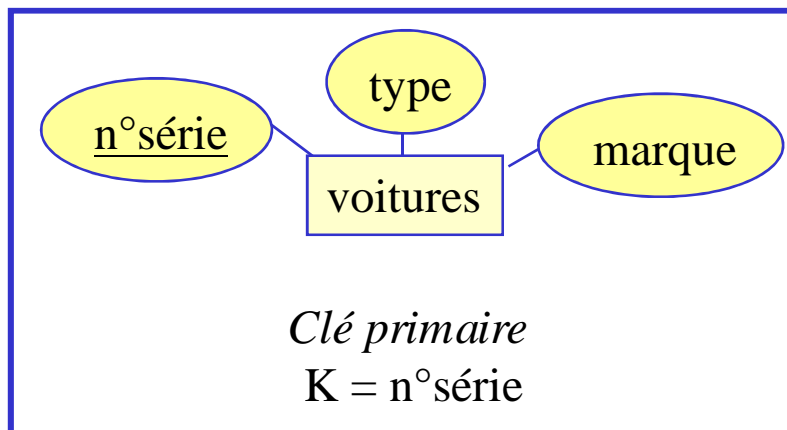 type
n°série
marque
voitures
Clé primaire
K = n°série